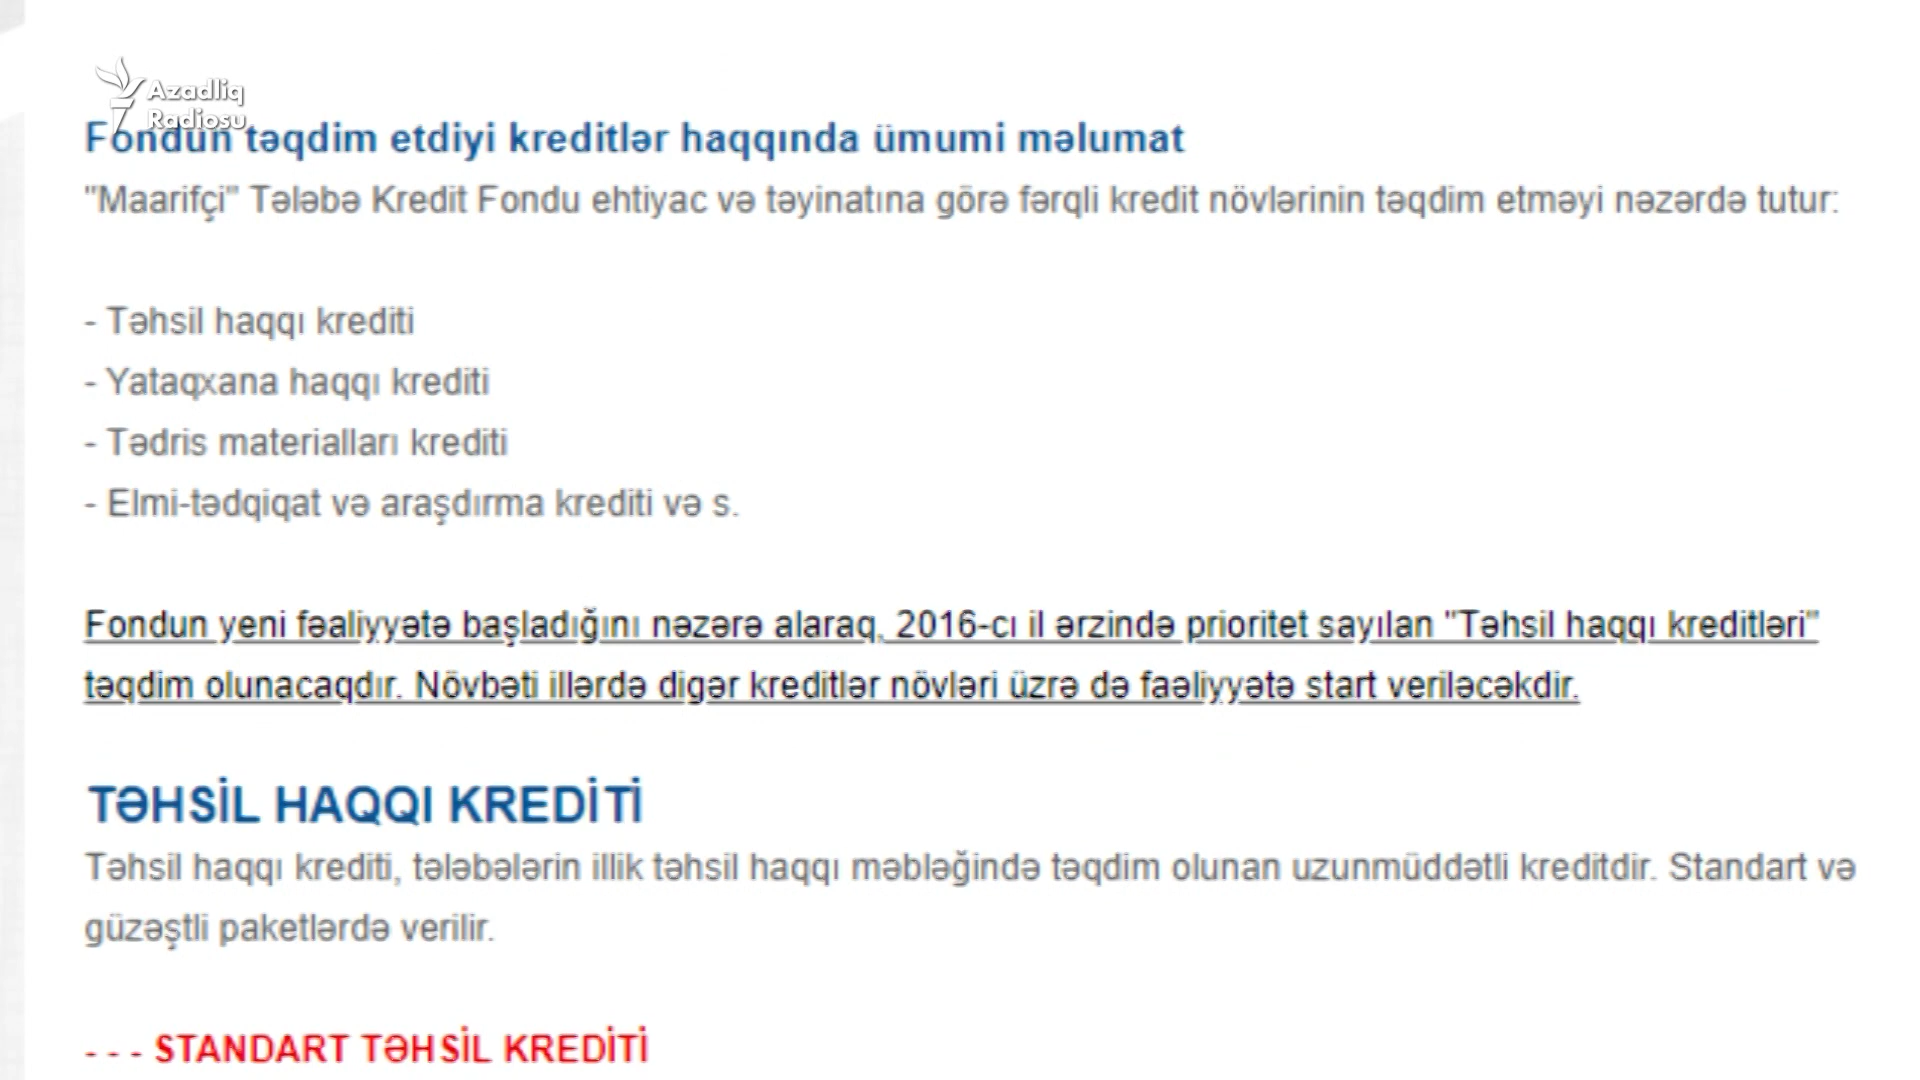 Azadliq
Radiosu
Fondun təqdim etdiyi kreditlər haqqında ümumi məlumat
"Maarifçi" Tələbə Kredit Fondu ehtiyac və təyinatına görə fərqli kredit növlərinin təqdim etməyi nəzərdə tutur:
- Təhsil haqqı krediti
- Yataqxana haqqı krediti
- Tədris materialları krediti
- Elmi-tədqiqat və araşdırma krediti və s.
Fondun yeni fəaliyyətə başladığını nəzərə alaraq, 2016-cı il ərzində prioritet sayılan "Təhsil haqqı kreditləri"
təqdim olunacaqdır. Növbəti illərdə digər kreditlər növləri üzrə də faəliyyətə start veriləcəkdir.
TƏHSİL HAQQI KREDİTİ
Təhsil haqqı krediti, tələbələrin illik təhsil haqqı məbləğində təqdim olunan uzunmüddətli kreditdir. Standart və
güzəştli paketlərdə verilir.
- - - STANDART TƏHSİL KREDİTİ